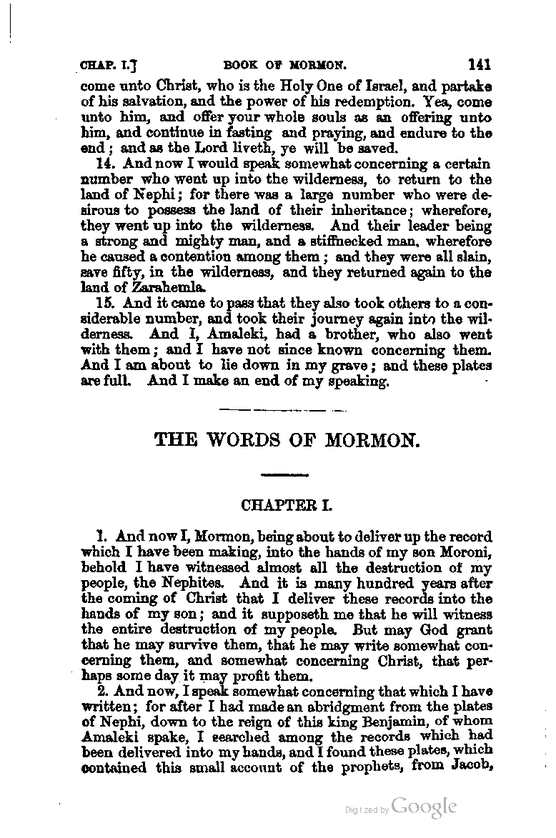 CHAP. I.] BOOK OF MORMON. 141
come unto Christ, who is the Holy One of Israel, and partake
of his salvation, and the power of his redemption. Yea, come
unto him, and offer your whole souls as an offering unto
him, and continue in fasting and praying, and endure to the
end; and as the Lord liveth, ye will be saved.
14. And now I would speak somewhat concerning a certain
number who went up into the wilderness, to return to the
land of Nephi; for there was a large number who were de-
sirous to possess the land of their inheritance; wherefore,
they went up into the wilderness. And their leader being
a strong and mighty man, and a stiffnecked man, wherefore
he caused a contention among them; and they were all slain,
save fifty, in the wilderness, and they returned again to the
land of Zarahemla.
15. And it came to pass that they also took others to a con-
siderable number, and took their journey again into the wil-
derness. And I, Amaleki, had a brother, who also went
with them; and I have not since known concerning them.
And I am about to lie down in my grave; and these plates
are full. And I make an end of my speaking.
THE WORDS OF MORMON.
CHAPTER I.
1. And now I, Mormon, being about to deliver up the record
which I have been making, into the hands of my son Moroni,
behold I have witnessed almost all the destruction of my
people, the Nephites. And it is many hundred years after
the coming of Christ that I deliver these records into the
hands of my son; and it supposeth me that he will witness
the entire destruction of my people. But may God grant
that he may survive them, that he may write somewhat con-
cerning them, and somewhat concerning Christ, that per-
haps some day it may profit them.
2. And now, I speak somewhat concerning that which I have
written; for after I had made an abridgment from the plates
of Nephi, down to the reign of this king Benjamin, of whom
Amaleki spake, I searched among the records which had
been delivered into my hands, and I found these plates, which
contained this small account of the prophets, from Jacob,
Digitized by Google